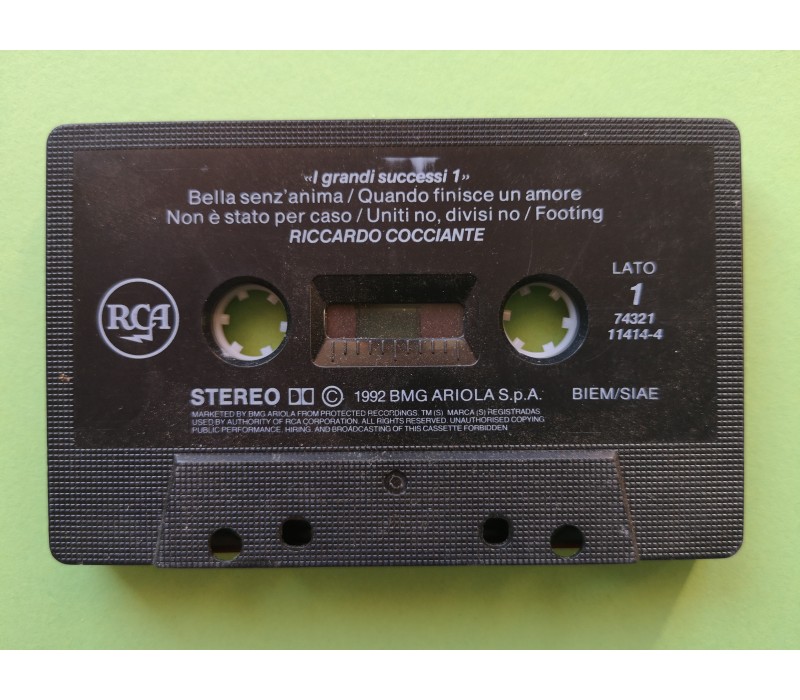 «I grandi successi 1»
Bella senz'anima / Quando finisce un amore
Non è stato per caso / Uniti no, divisi no / Footing
RICCARDO COCCIANTE
RCA
LATO
1
74321
11414-4
STEREO © 1992 BMG ARIOLA S.p.A. BIEM/SIAE
MARKETED BY BMG ARIOLA FROM PROTECTED RECORDINGS. TM (S) MARCA (S) REGISTRADAS
USED BY AUTHORITY OF RCA CORPORATION. ALL RIGHTS RESERVED. UNAUTHORISED COPYING
PUBLIC PERFORMANCE. HIRING. AND BROADCASTING OF THIS CASSETTE FORBIDDEN